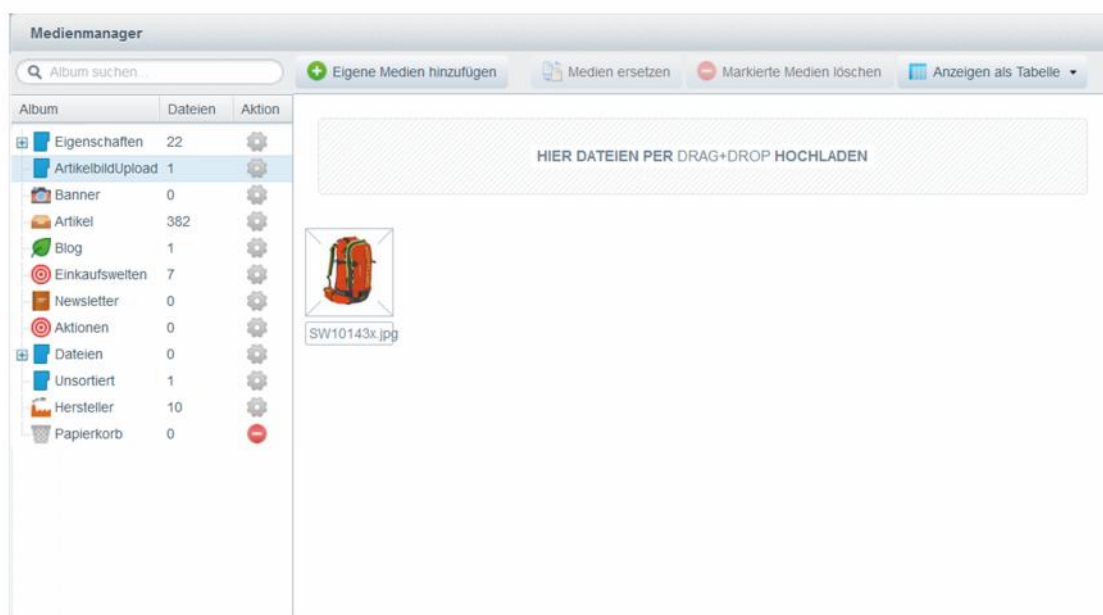 Medienmanager
Album suchen...
Eigene Medien hinzufügen Medien ersetzen Markierte Medien löschen Anzeigen als Tabelle
Album Dateien Aktion
Eigenschaften 22
ArtikelbildUpload 1
Banner 0
Artikel 382
Blog 1
Einkaufswelten 7
Newsletter 0
Aktionen 0
Dateien 0
Unsortiert 1
Hersteller 10
Papierkorb 0
HIER DATEIEN PER DRAG+DROP HOCHLADEN
SW10143x.jpg